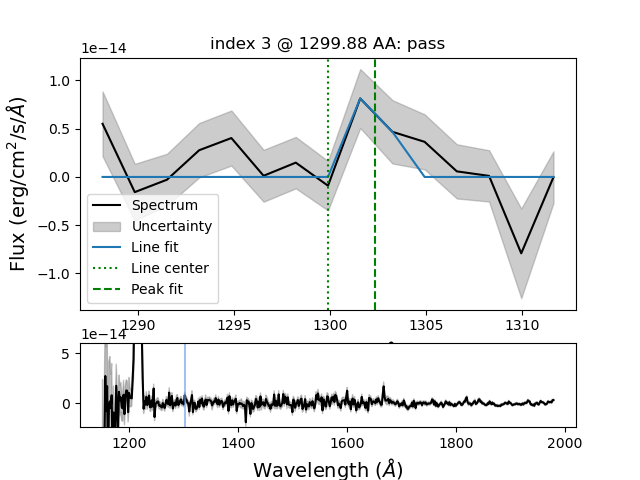 index 3 @ 1299.88 AA: pass
1e−14
1.0
0.5
0.0
−0.5
−1.0
Flux (erg/cm²/s/Å)
Spectrum
Uncertainty
Line fit
Line center
Peak fit
1290 1295 1300 1305 1310
1e−14
5
0
1200 1400 1600 1800 2000
Wavelength (Å)